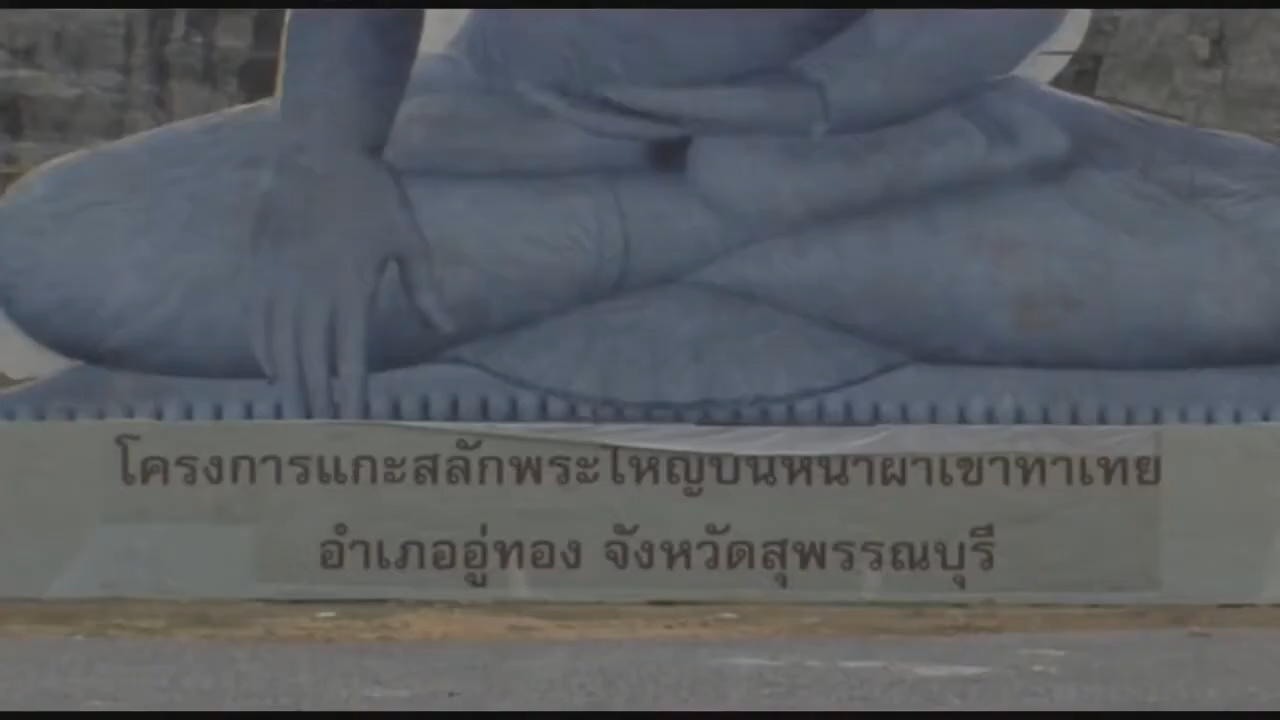 โครงการแกะสลักพระใหญ่บนหน้าผาเขาทำเทียม
อำเภออู่ทอง จังหวัดสุพรรณบุรี